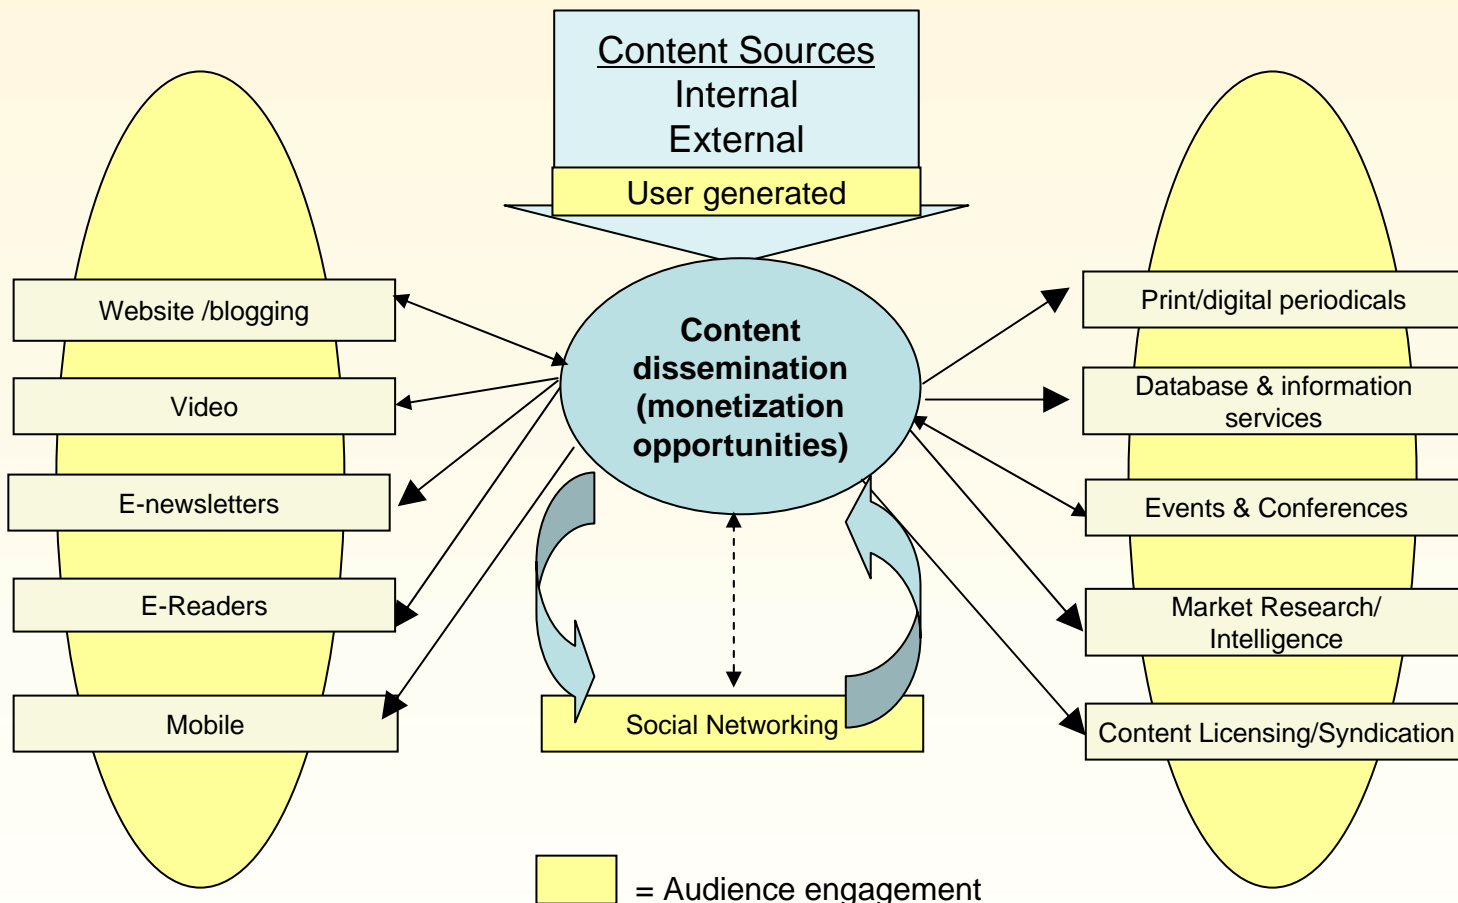 Content Sources
Internal
External
User generated
Website /blogging
Video
E-newsletters
E-Readers
Mobile
Content
dissemination
(monetization
opportunities)
Social Networking
Print/digital periodicals
Database & information
services
Events & Conferences
Market Research/
Intelligence
Content Licensing/Syndication
= Audience engagement